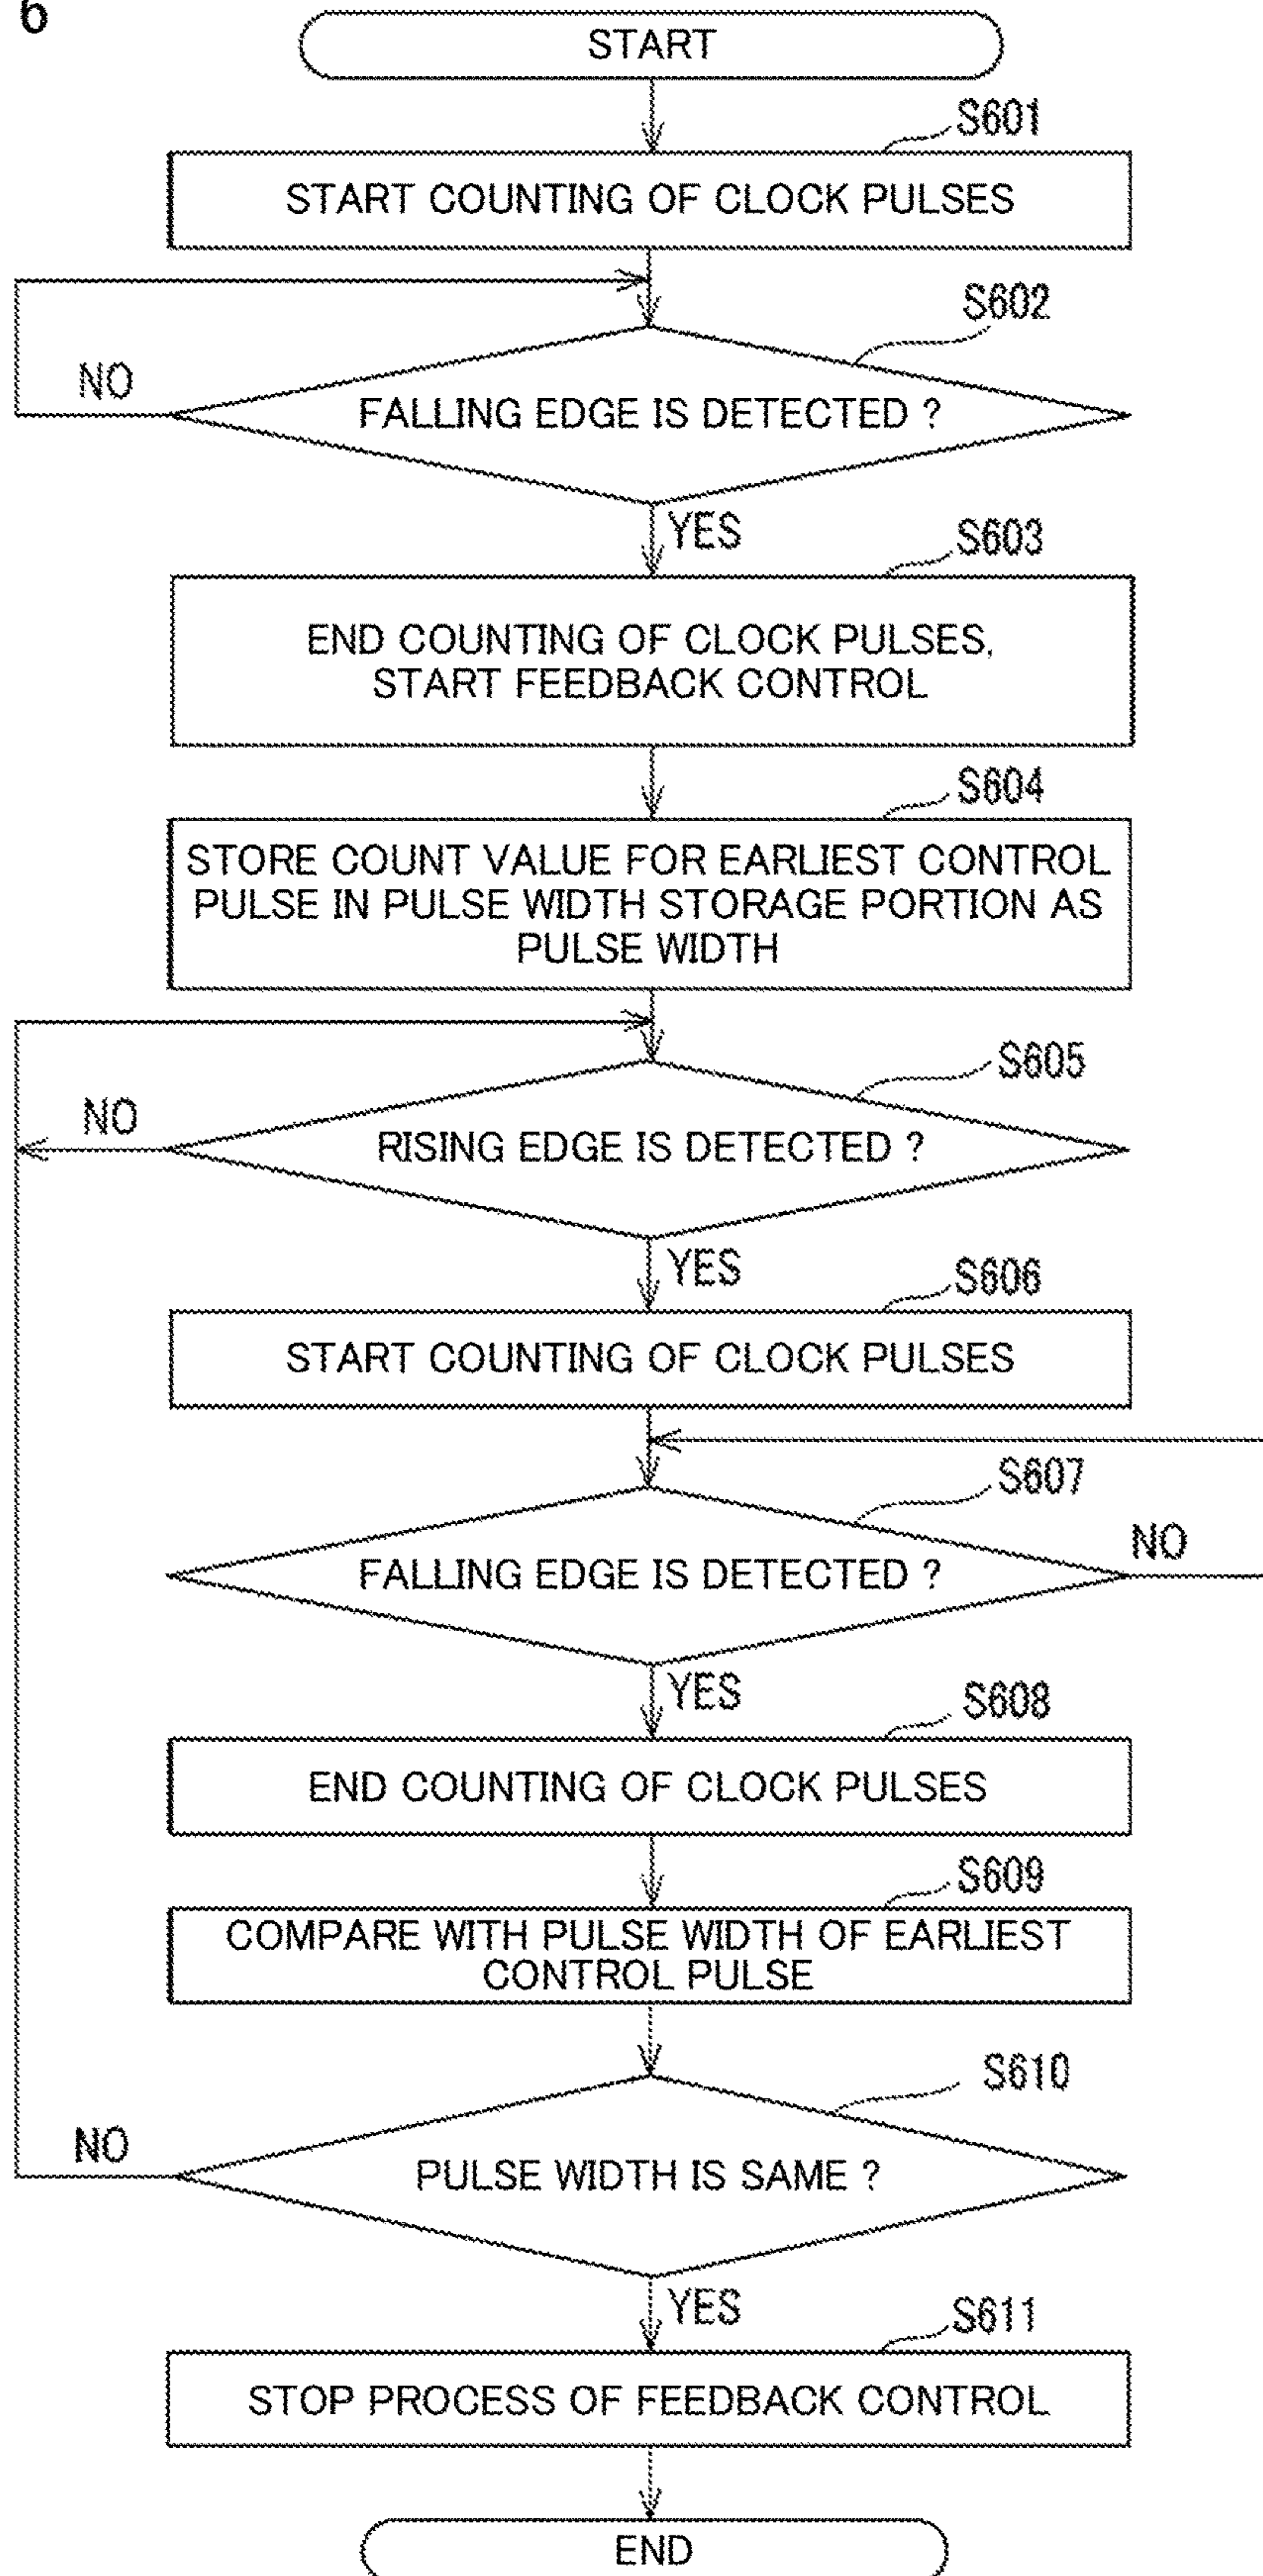 6
START
S601
START COUNTING OF CLOCK PULSES
S602
NO
FALLING EDGE IS DETECTED ?
YES
S603
END COUNTING OF CLOCK PULSES,
START FEEDBACK CONTROL
S604
STORE COUNT VALUE FOR EARLIEST CONTROL
PULSE IN PULSE WIDTH STORAGE PORTION AS
PULSE WIDTH
S605
NO
RISING EDGE IS DETECTED ?
YES
S606
START COUNTING OF CLOCK PULSES
S607
FALLING EDGE IS DETECTED ?
NO
YES
S608
END COUNTING OF CLOCK PULSES
S609
COMPARE WITH PULSE WIDTH OF EARLIEST
CONTROL PULSE
S610
NO
PULSE WIDTH IS SAME ?
YES
S611
STOP PROCESS OF FEEDBACK CONTROL
END